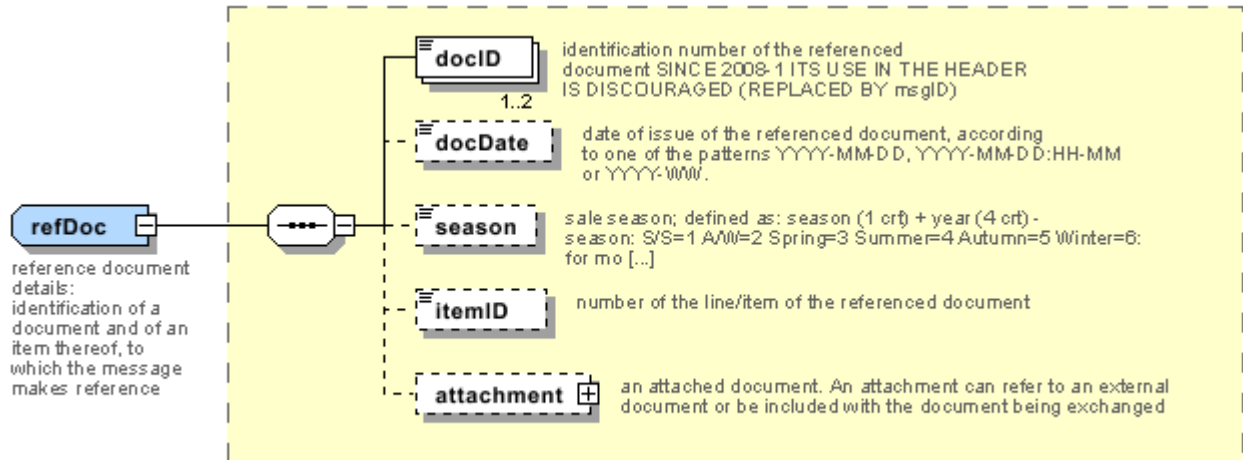 docID
1..2
identification number of the referenced
document SINCE 2008-1 ITS USE IN THE HEADER
IS DISCOURAGED (REPLACED BY msgID)
docDate
date of issue of the referenced document, according
to one of the patterns YYYY-MM-DD, YYYY-MM-DD:HH-MM
or YYYY-WW.
refDoc
reference document
details:
identification of a
document and of an
item thereof, to
which the message
makes reference
season
sale season; defined as: season (1 crt) + year (4 crt) -
season: S/S=1 A/W=2 Spring=3 Summer=4 Autumn=5 Winter=6:
for mo [...]
itemID
number of the line/item of the referenced document
attachment
an attached document. An attachment can refer to an external
document or be included with the document being exchanged